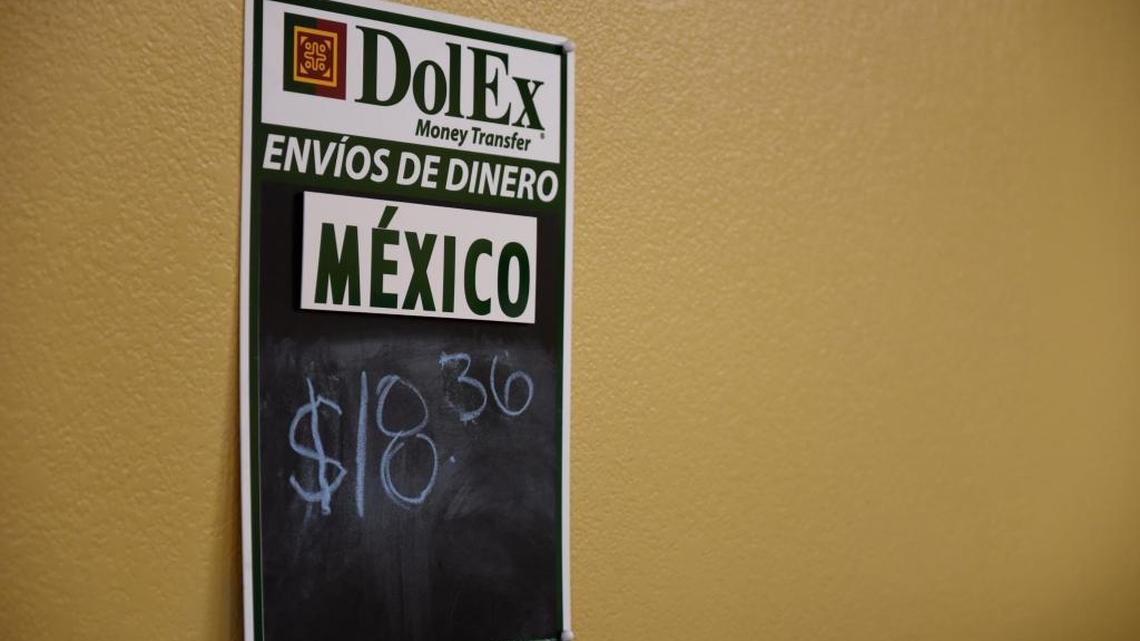 DolEx
Money Transfer®
ENVÍOS DE DINERO
MÉXICO
$18.36